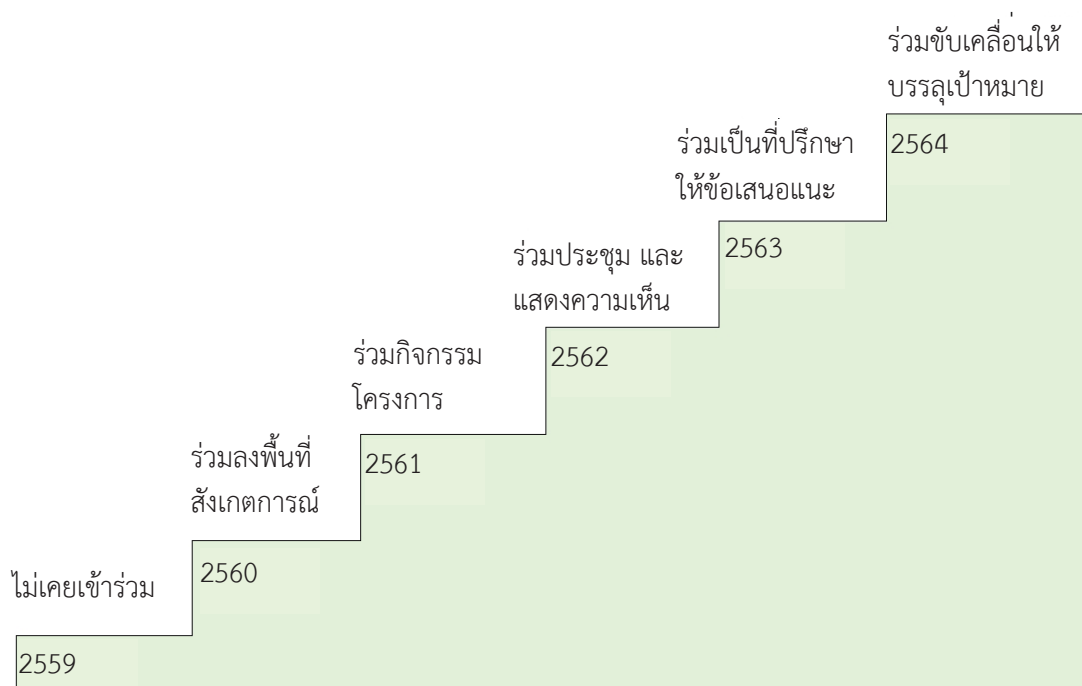 ร่วมขับเคลื่อนให้
บรรลุเป้าหมาย
2564
ร่วมเป็นที่ปรึกษา
ให้ข้อเสนอแนะ
2563
ร่วมประชุม และ
แสดงความเห็น
2562
ร่วมกิจกรรม
โครงการ
2561
ร่วมลงพื้นที่
สังเกตการณ์
2560
ไม่เคยเข้าร่วม
2559